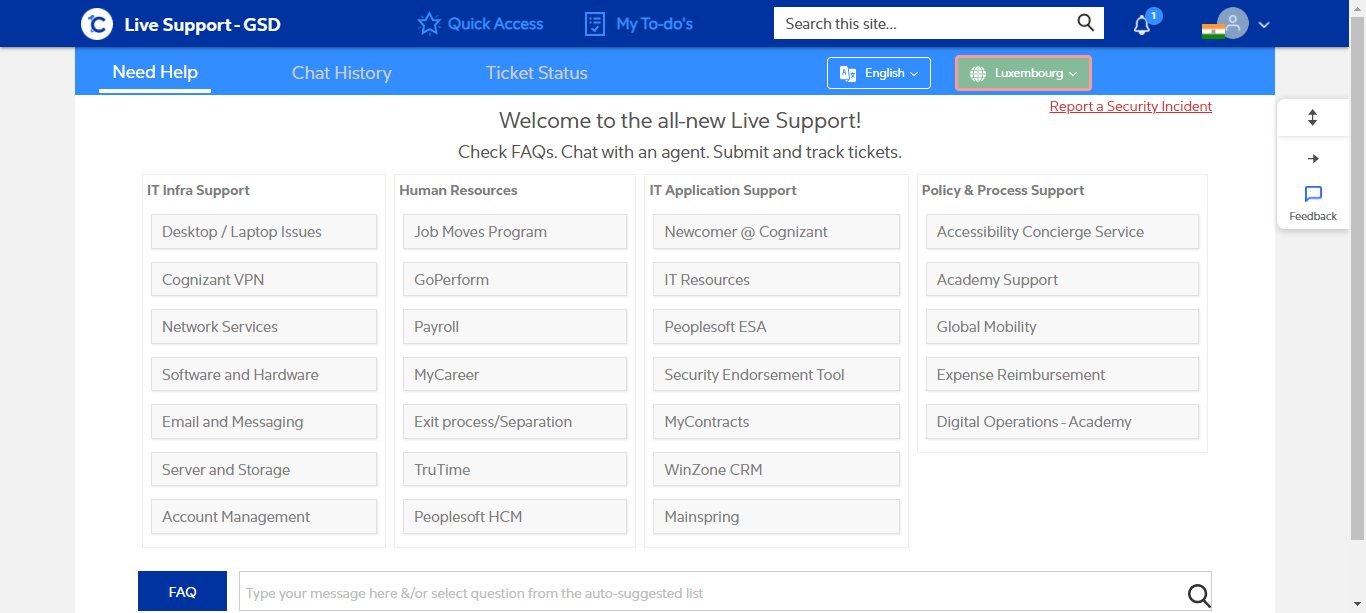 Live Support - GSD
Quick Access
My To-do's
Search this site...
1
Need Help
Chat History
Ticket Status
English
Luxembourg
Report a Security Incident
Welcome to the all-new Live Support!
Check FAQs. Chat with an agent. Submit and track tickets.
Feedback
IT Infra Support
Desktop / Laptop Issues
Cognizant VPN
Network Services
Software and Hardware
Email and Messaging
Server and Storage
Account Management
Human Resources
Job Moves Program
GoPerform
Payroll
MyCareer
Exit process/Separation
TruTime
Peoplesoft HCM
IT Application Support
Newcomer @ Cognizant
IT Resources
Peoplesoft ESA
Security Endorsement Tool
MyContracts
WinZone CRM
Mainspring
Policy & Process Support
Accessibility Concierge Service
Academy Support
Global Mobility
Expense Reimbursement
Digital Operations - Academy
FAQ
Type your message here &/or select question from the auto-suggested list